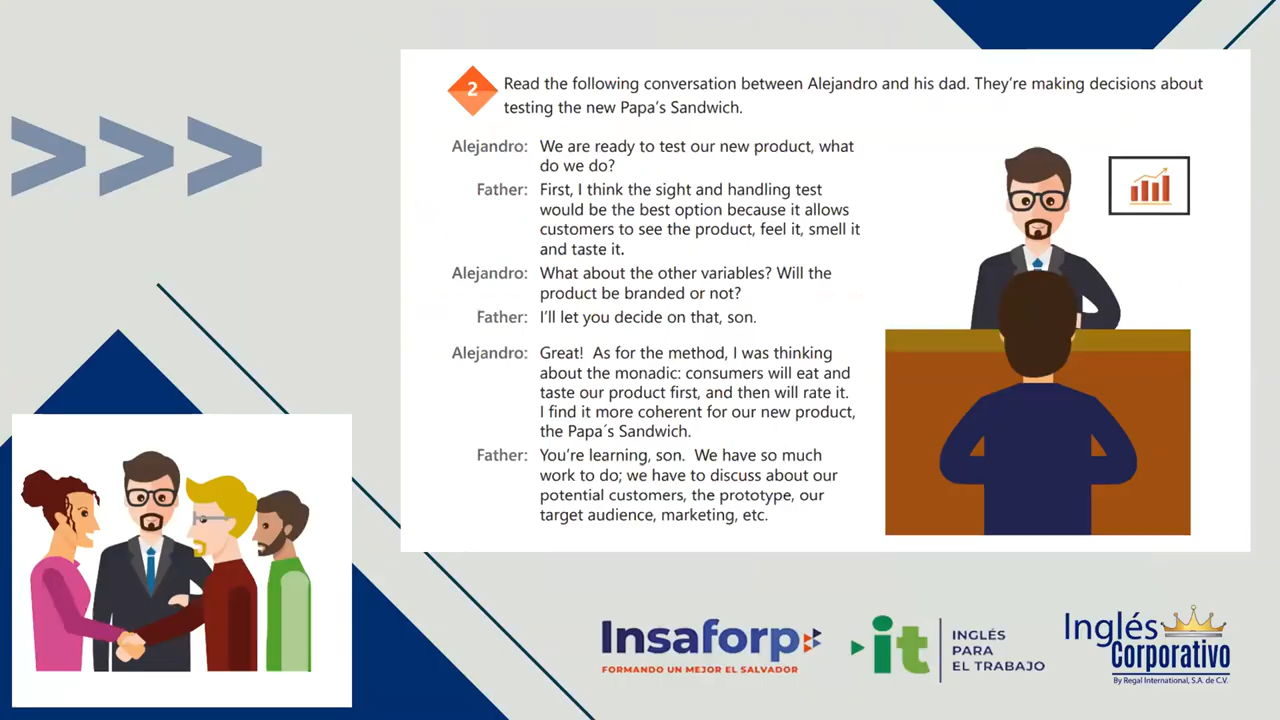 2
Read the following conversation between Alejandro and his dad. They're making decisions about
testing the new Papa's Sandwich.
Alejandro: We are ready to test our new product, what
do we do?
Father: First, I think the sight and handling test
would be the best option because it allows
customers to see the product, feel it, smell it
and taste it.
Alejandro: What about the other variables? Will the
product be branded or not?
Father: I'll let you decide on that, son.
Alejandro: Great!  As for the method, I was thinking
about the monadic: consumers will eat and
taste our product first, and then will rate it.
I find it more coherent for our new product,
the Papa´s Sandwich.
Father: You're learning, son.  We have so much
work to do; we have to discuss about our
potential customers, the prototype, our
target audience, marketing, etc.
Insaforp
FORMANDO UN MEJOR EL SALVADOR
it
INGLÉS
PARA
EL TRABAJO
Inglés
Corporativo
By Regal International, S.A. de C.V.